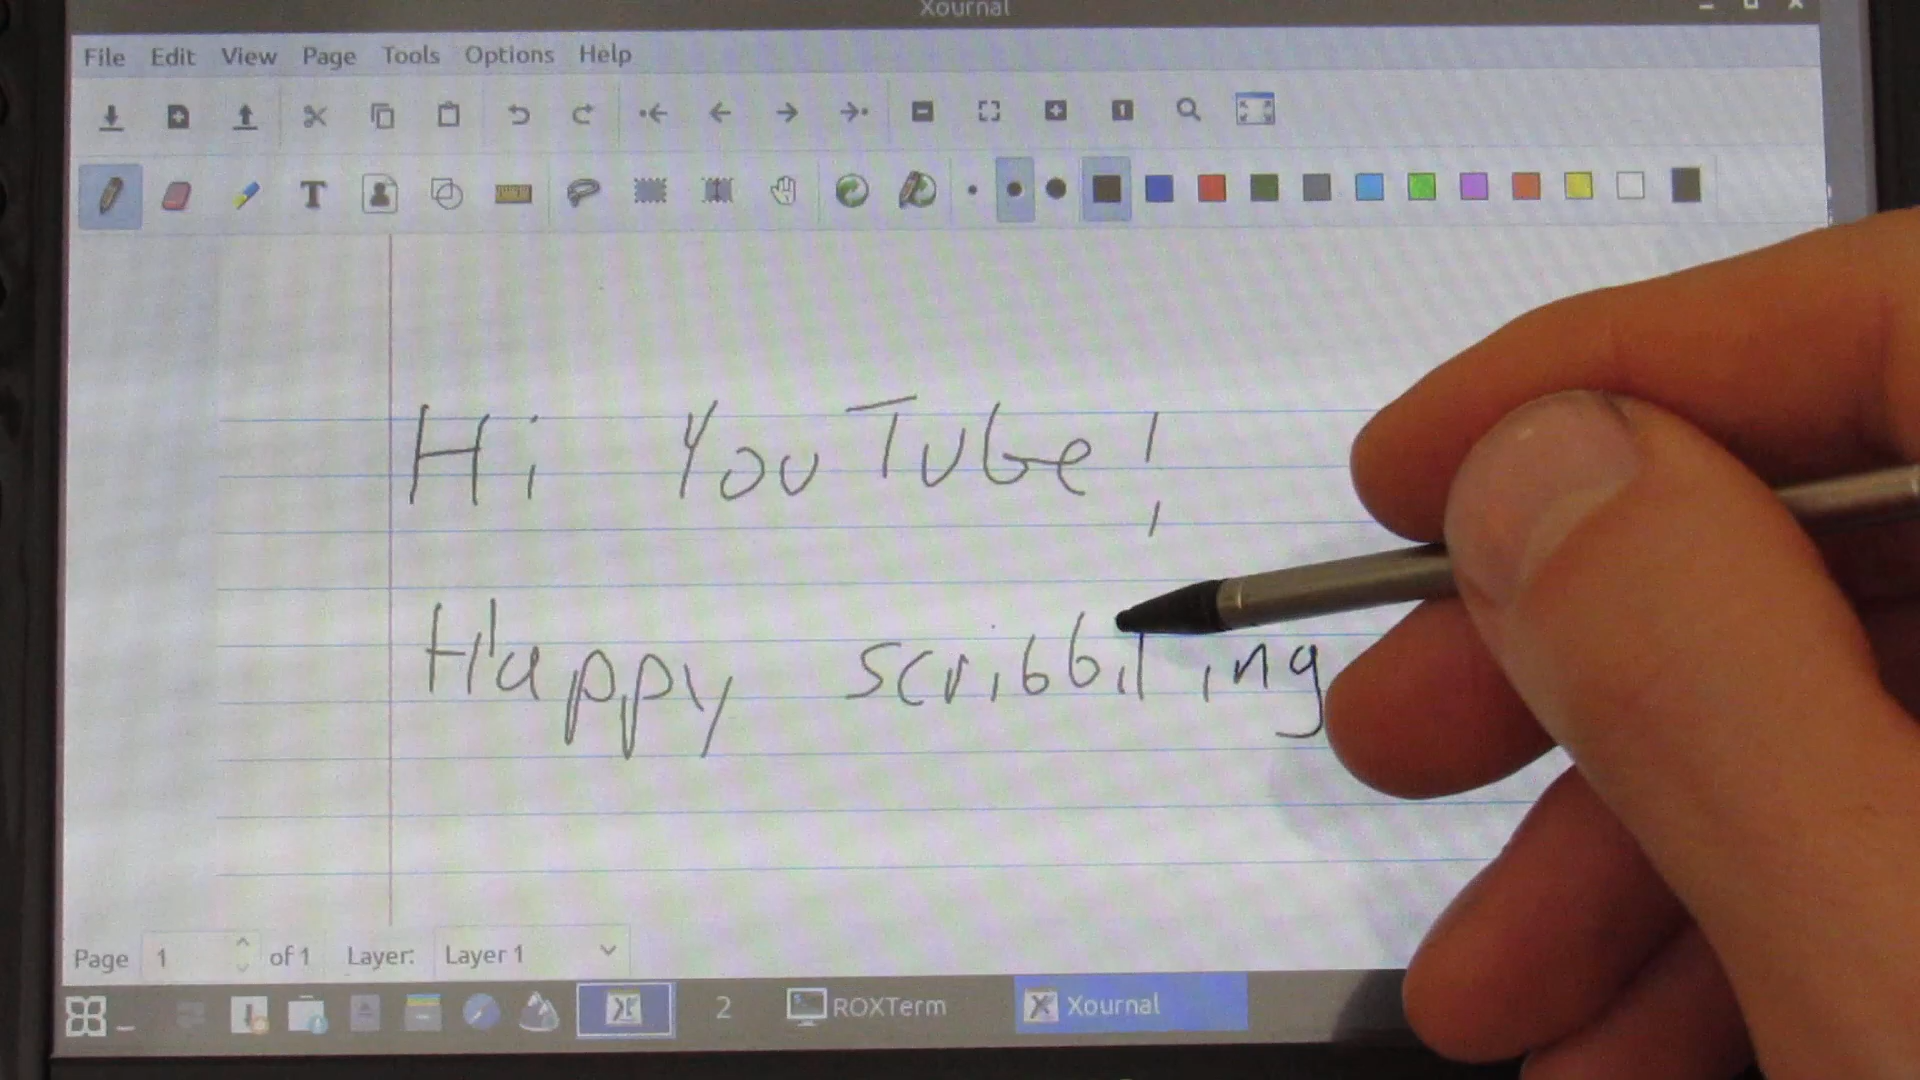 Xournal
File Edit View Page Tools Options Help
Hi YouTube!
Happy scribbling
Page 1 of 1 Layer: Layer 1
2 ROXTerm Xournal